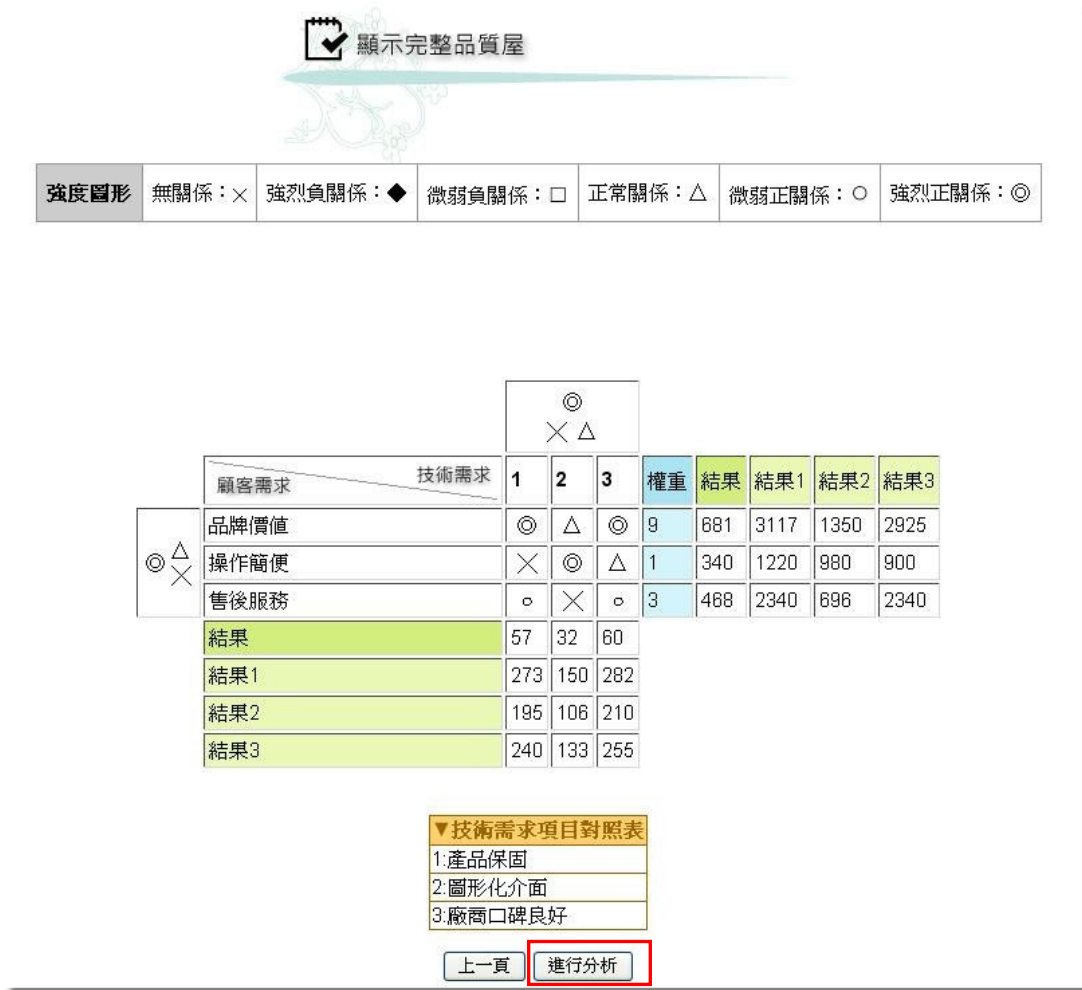 顯示完整品質屋
強度圖形 無關係：× 強烈負關係：◆ 微弱負關係：□ 正常關係：△ 微弱正關係：○ 強烈正關係：◎
◎
× △
顧客需求 技術需求 1 2 3 權重 結果 結果1 結果2 結果3
品牌價值 ◎ △ ◎ 9 681 3117 1350 2925
◎ △ × 操作簡便 × ◎ △ 1 340 1220 980 900
售後服務 ○ × ○ 3 468 2340 696 2340
結果 57 32 60
結果1 273 150 282
結果2 195 106 210
結果3 240 133 255
▼技術需求項目對照表
1:產品保固
2:圖形化介面
3:廠商口碑良好
上一頁 進行分析